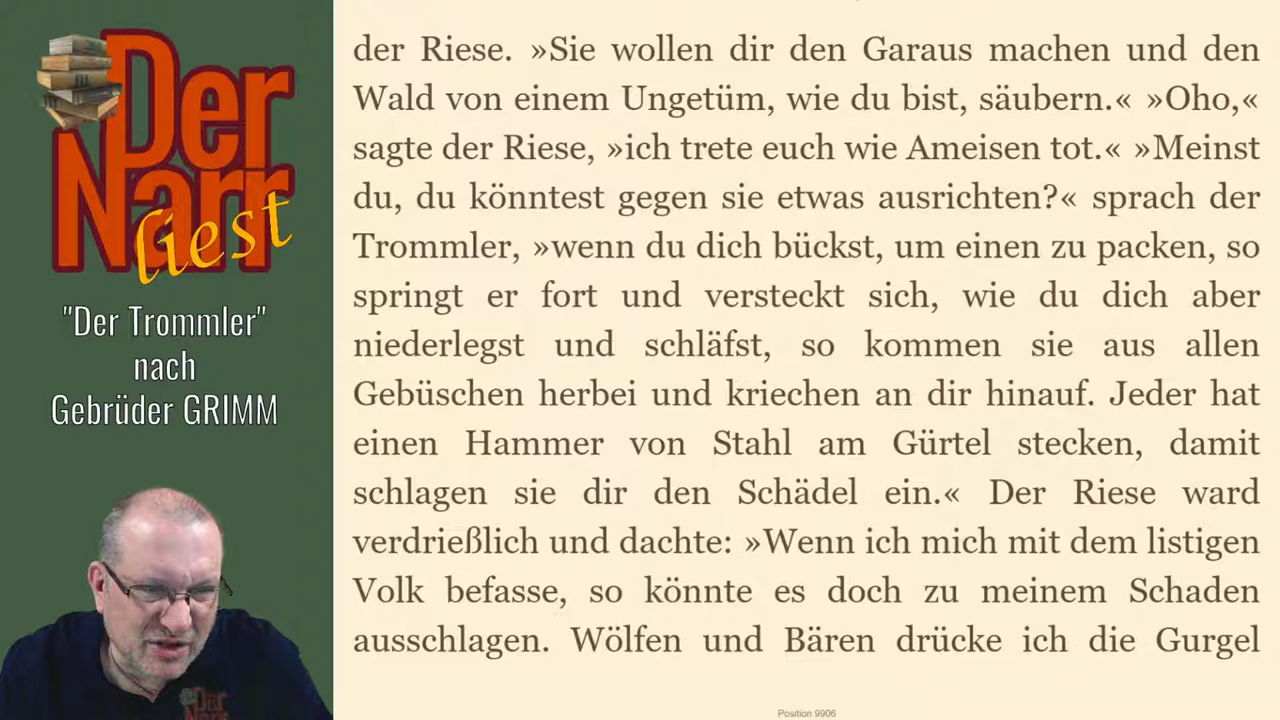 Der
Narr
liest
"Der Trommler"
nach
Gebrüder GRIMM
der Riese. »Sie wollen dir den Garaus machen und den
Wald von einem Ungetüm, wie du bist, säubern.« »Oho,«
sagte der Riese, »ich trete euch wie Ameisen tot.« »Meinst
du, du könntest gegen sie etwas ausrichten?« sprach der
Trommler, »wenn du dich bückst, um einen zu packen, so
springt er fort und versteckt sich, wie du dich aber
niederlegst und schläfst, so kommen sie aus allen
Gebüschen herbei und kriechen an dir hinauf. Jeder hat
einen Hammer von Stahl am Gürtel stecken, damit
schlagen sie dir den Schädel ein.« Der Riese ward
verdrießlich und dachte: »Wenn ich mich mit dem listigen
Volk befasse, so könnte es doch zu meinem Schaden
ausschlagen. Wölfen und Bären drücke ich die Gurgel
Position 9906
Der
Narr